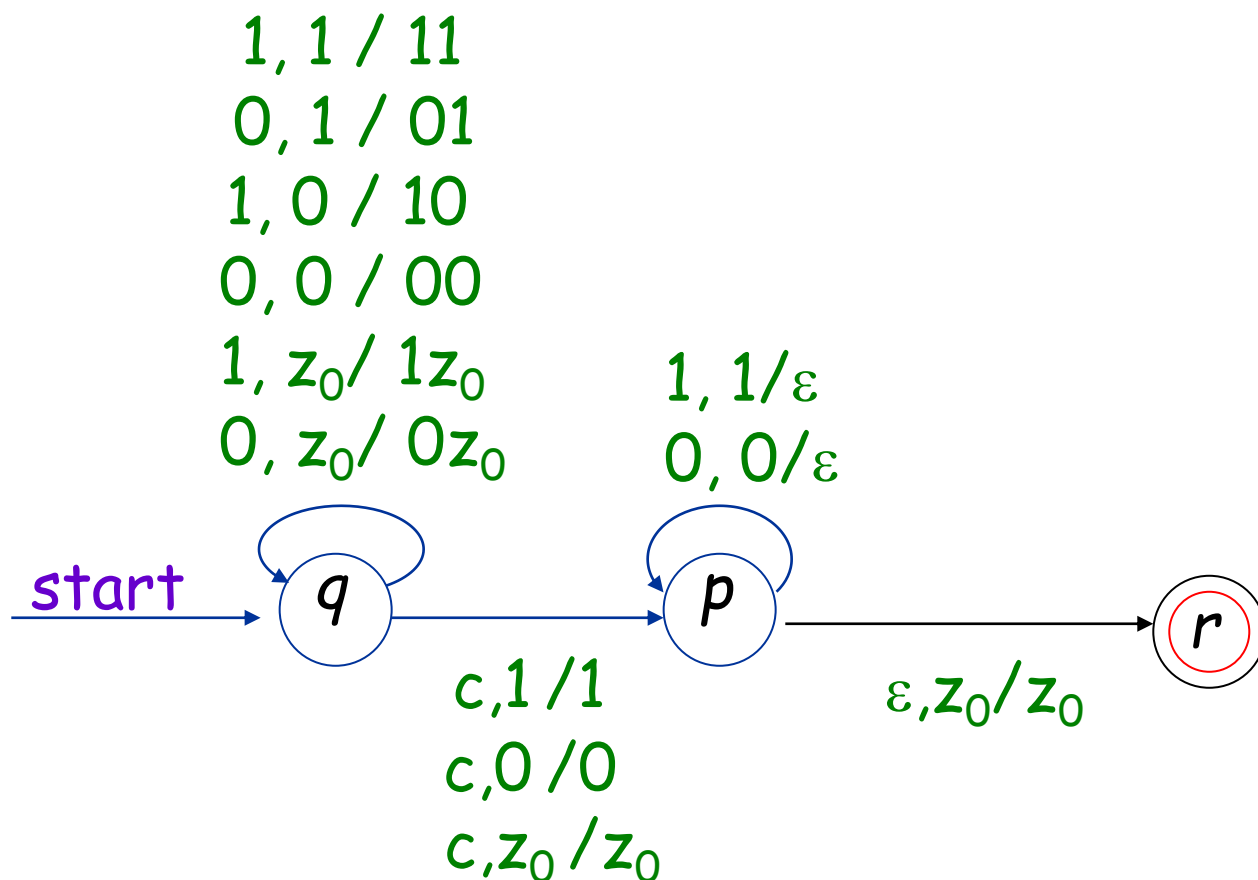 1, 1 / 11
0, 1 / 01
1, 0 / 10
0, 0 / 00
1, z₀/ 1z₀
0, z₀/ 0z₀
1, 1/ε
0, 0/ε
start
q
p
r
c,1 /1
c,0 /0
c,z₀ /z₀
ε,z₀/z₀